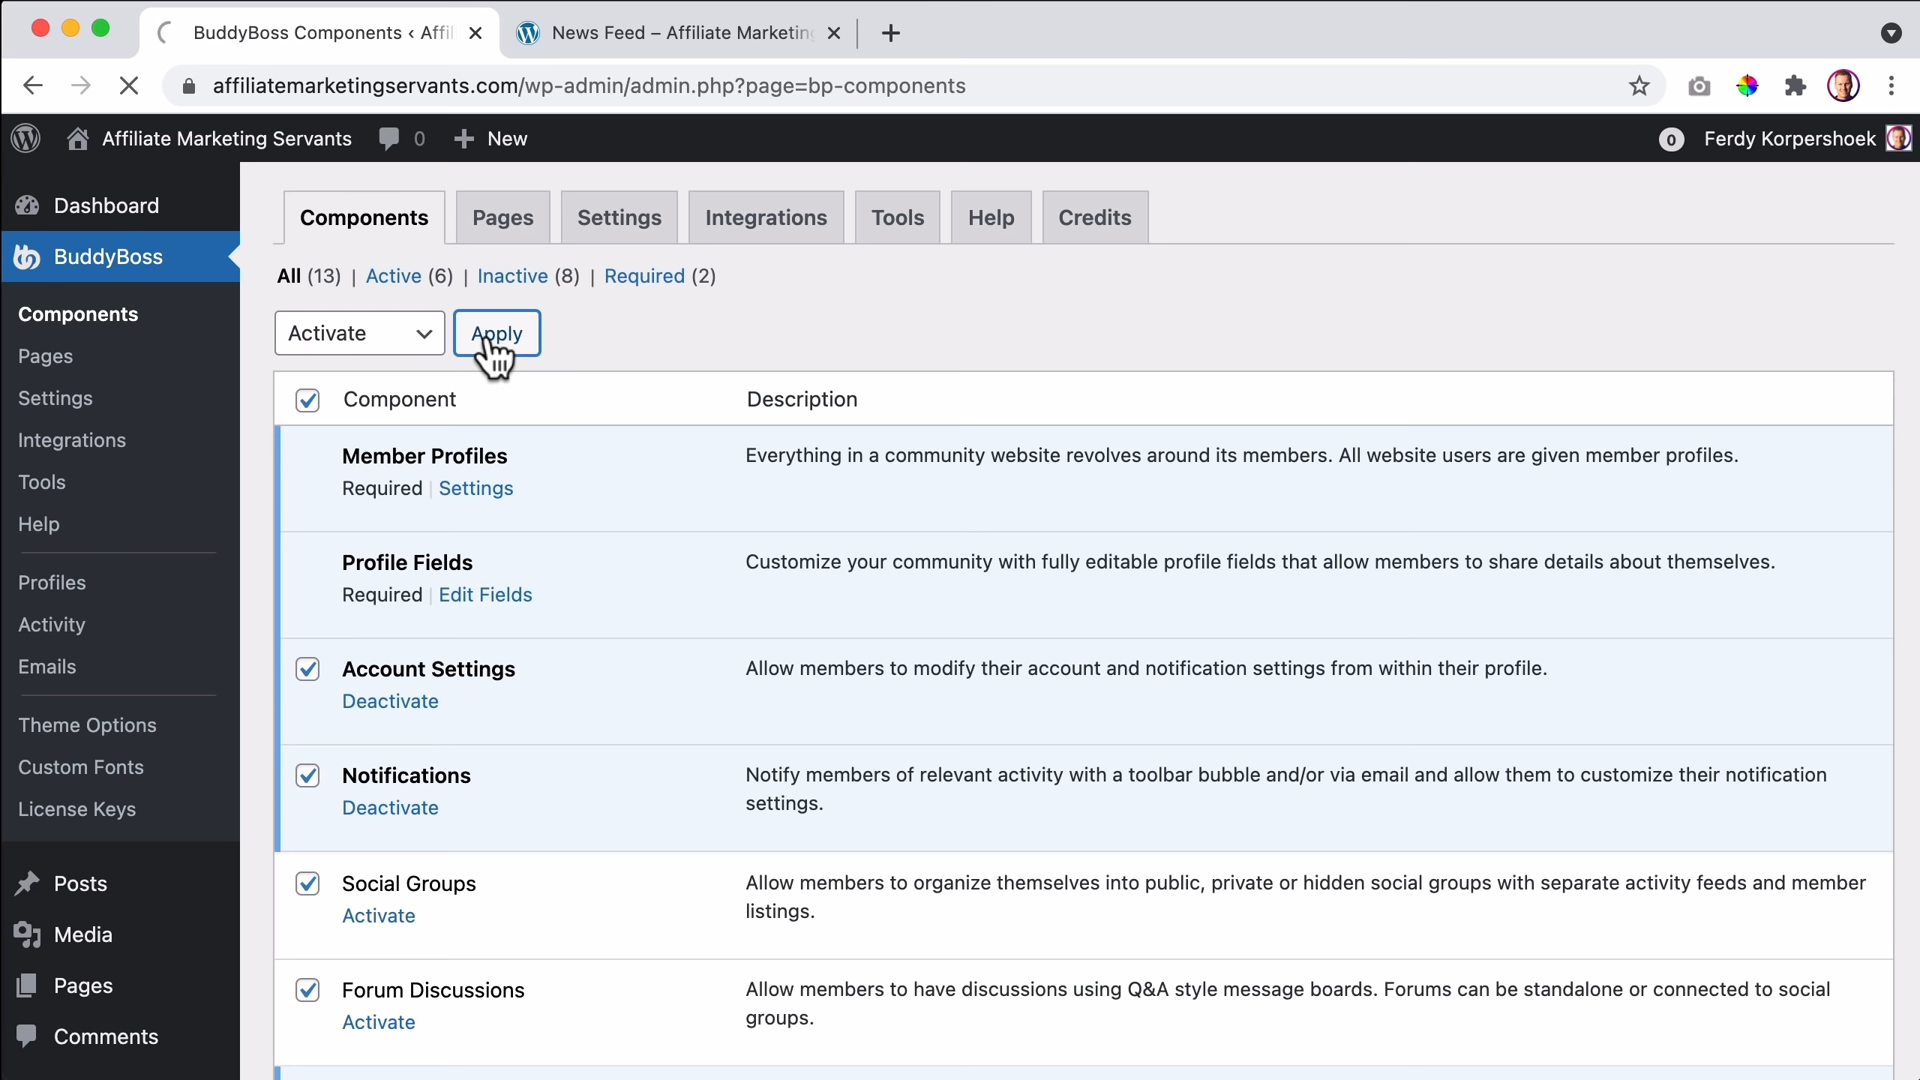 BuddyBoss Components ‹ Affil
News Feed – Affiliate Marketing
affiliatemarketingservants.com/wp-admin/admin.php?page=bp-components
Affiliate Marketing Servants
0
New
0
Ferdy Korpershoek
Dashboard
BuddyBoss
Components
Pages
Settings
Integrations
Tools
Help
Profiles
Activity
Emails
Theme Options
Custom Fonts
License Keys
Posts
Media
Pages
Comments
Components
Pages
Settings
Integrations
Tools
Help
Credits
All (13) | Active (6) | Inactive (8) | Required (2)
Activate
Apply
Component
Description
Member Profiles
Required | Settings
Everything in a community website revolves around its members. All website users are given member profiles.
Profile Fields
Required | Edit Fields
Customize your community with fully editable profile fields that allow members to share details about themselves.
Account Settings
Deactivate
Allow members to modify their account and notification settings from within their profile.
Notifications
Deactivate
Notify members of relevant activity with a toolbar bubble and/or via email and allow them to customize their notification
settings.
Social Groups
Activate
Allow members to organize themselves into public, private or hidden social groups with separate activity feeds and member
listings.
Forum Discussions
Activate
Allow members to have discussions using Q&A style message boards. Forums can be standalone or connected to social
groups.